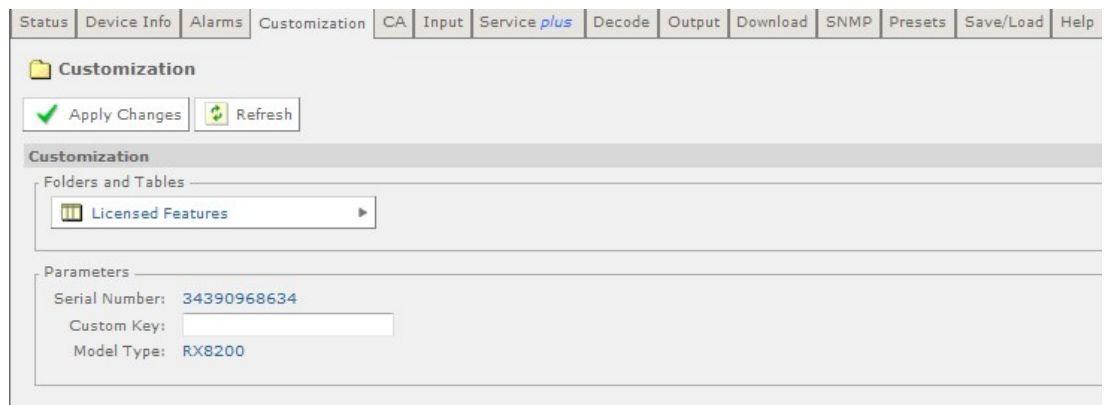 Status Device Info Alarms Customization CA Input Service plus Decode Output Download SNMP Presets Save/Load Help
Customization
Apply Changes Refresh
Customization
Folders and Tables
Licensed Features
Parameters
Serial Number: 34390968634
Custom Key:
Model Type: RX8200